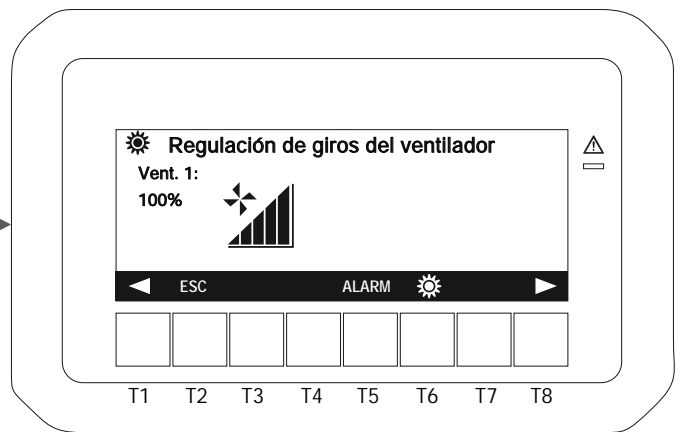 Regulación de giros del ventilador
Vent. 1:
100%
ESC ALARM
T1 T2 T3 T4 T5 T6 T7 T8